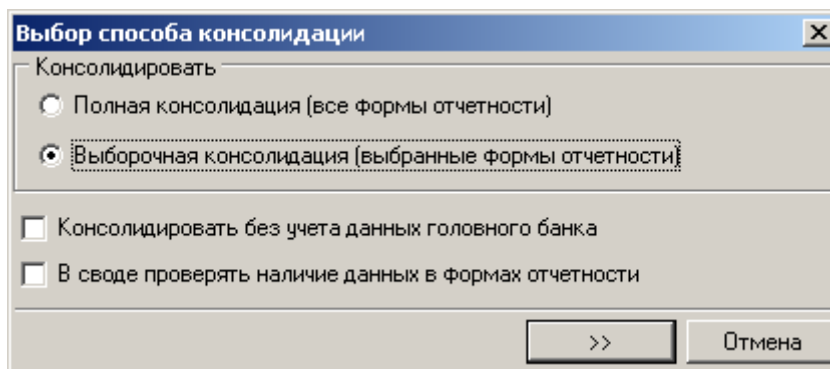 Выбор способа консолидации
Консолидировать
Полная консолидация (все формы отчетности)
Выборочная консолидация (выбранные формы отчетности)
Консолидировать без учета данных головного банка
В своде проверять наличие данных в формах отчетности
>> Отмена